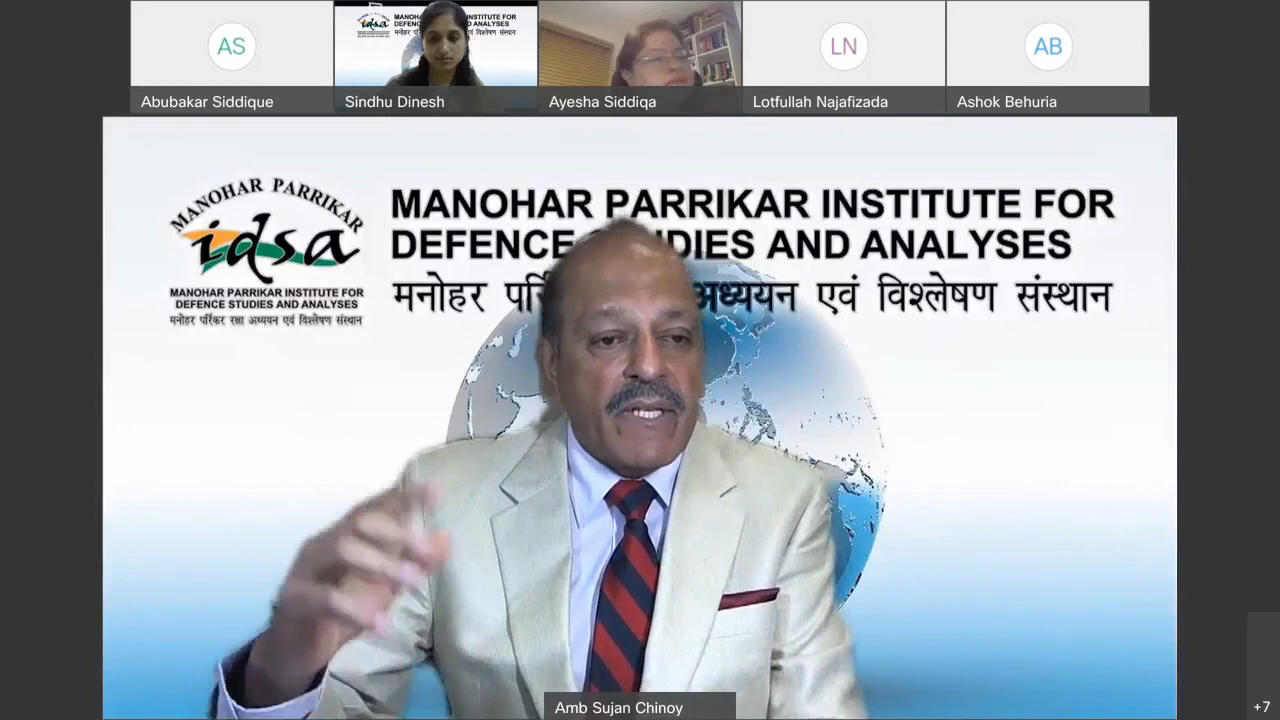 AS
LN
AB
Abubakar Siddique
Sindhu Dinesh
Ayesha Siddiqa
Lotfullah Najafizada
Ashok Behuria
MANOHAR PARRIKAR
idsa
MANOHAR PARRIKAR INSTITUTE FOR
DEFENCE STUDIES AND ANALYSES
मनोहर पर्रिकर रक्षा अध्ययन एवं विश्लेषण संस्थान
MANOHAR PARRIKAR INSTITUTE FOR
DEFENCE UDIES AND ANALYSES
मनोहर अध्ययन एवं विश्लेषण संस्थान
Amb Sujan Chinoy
+7